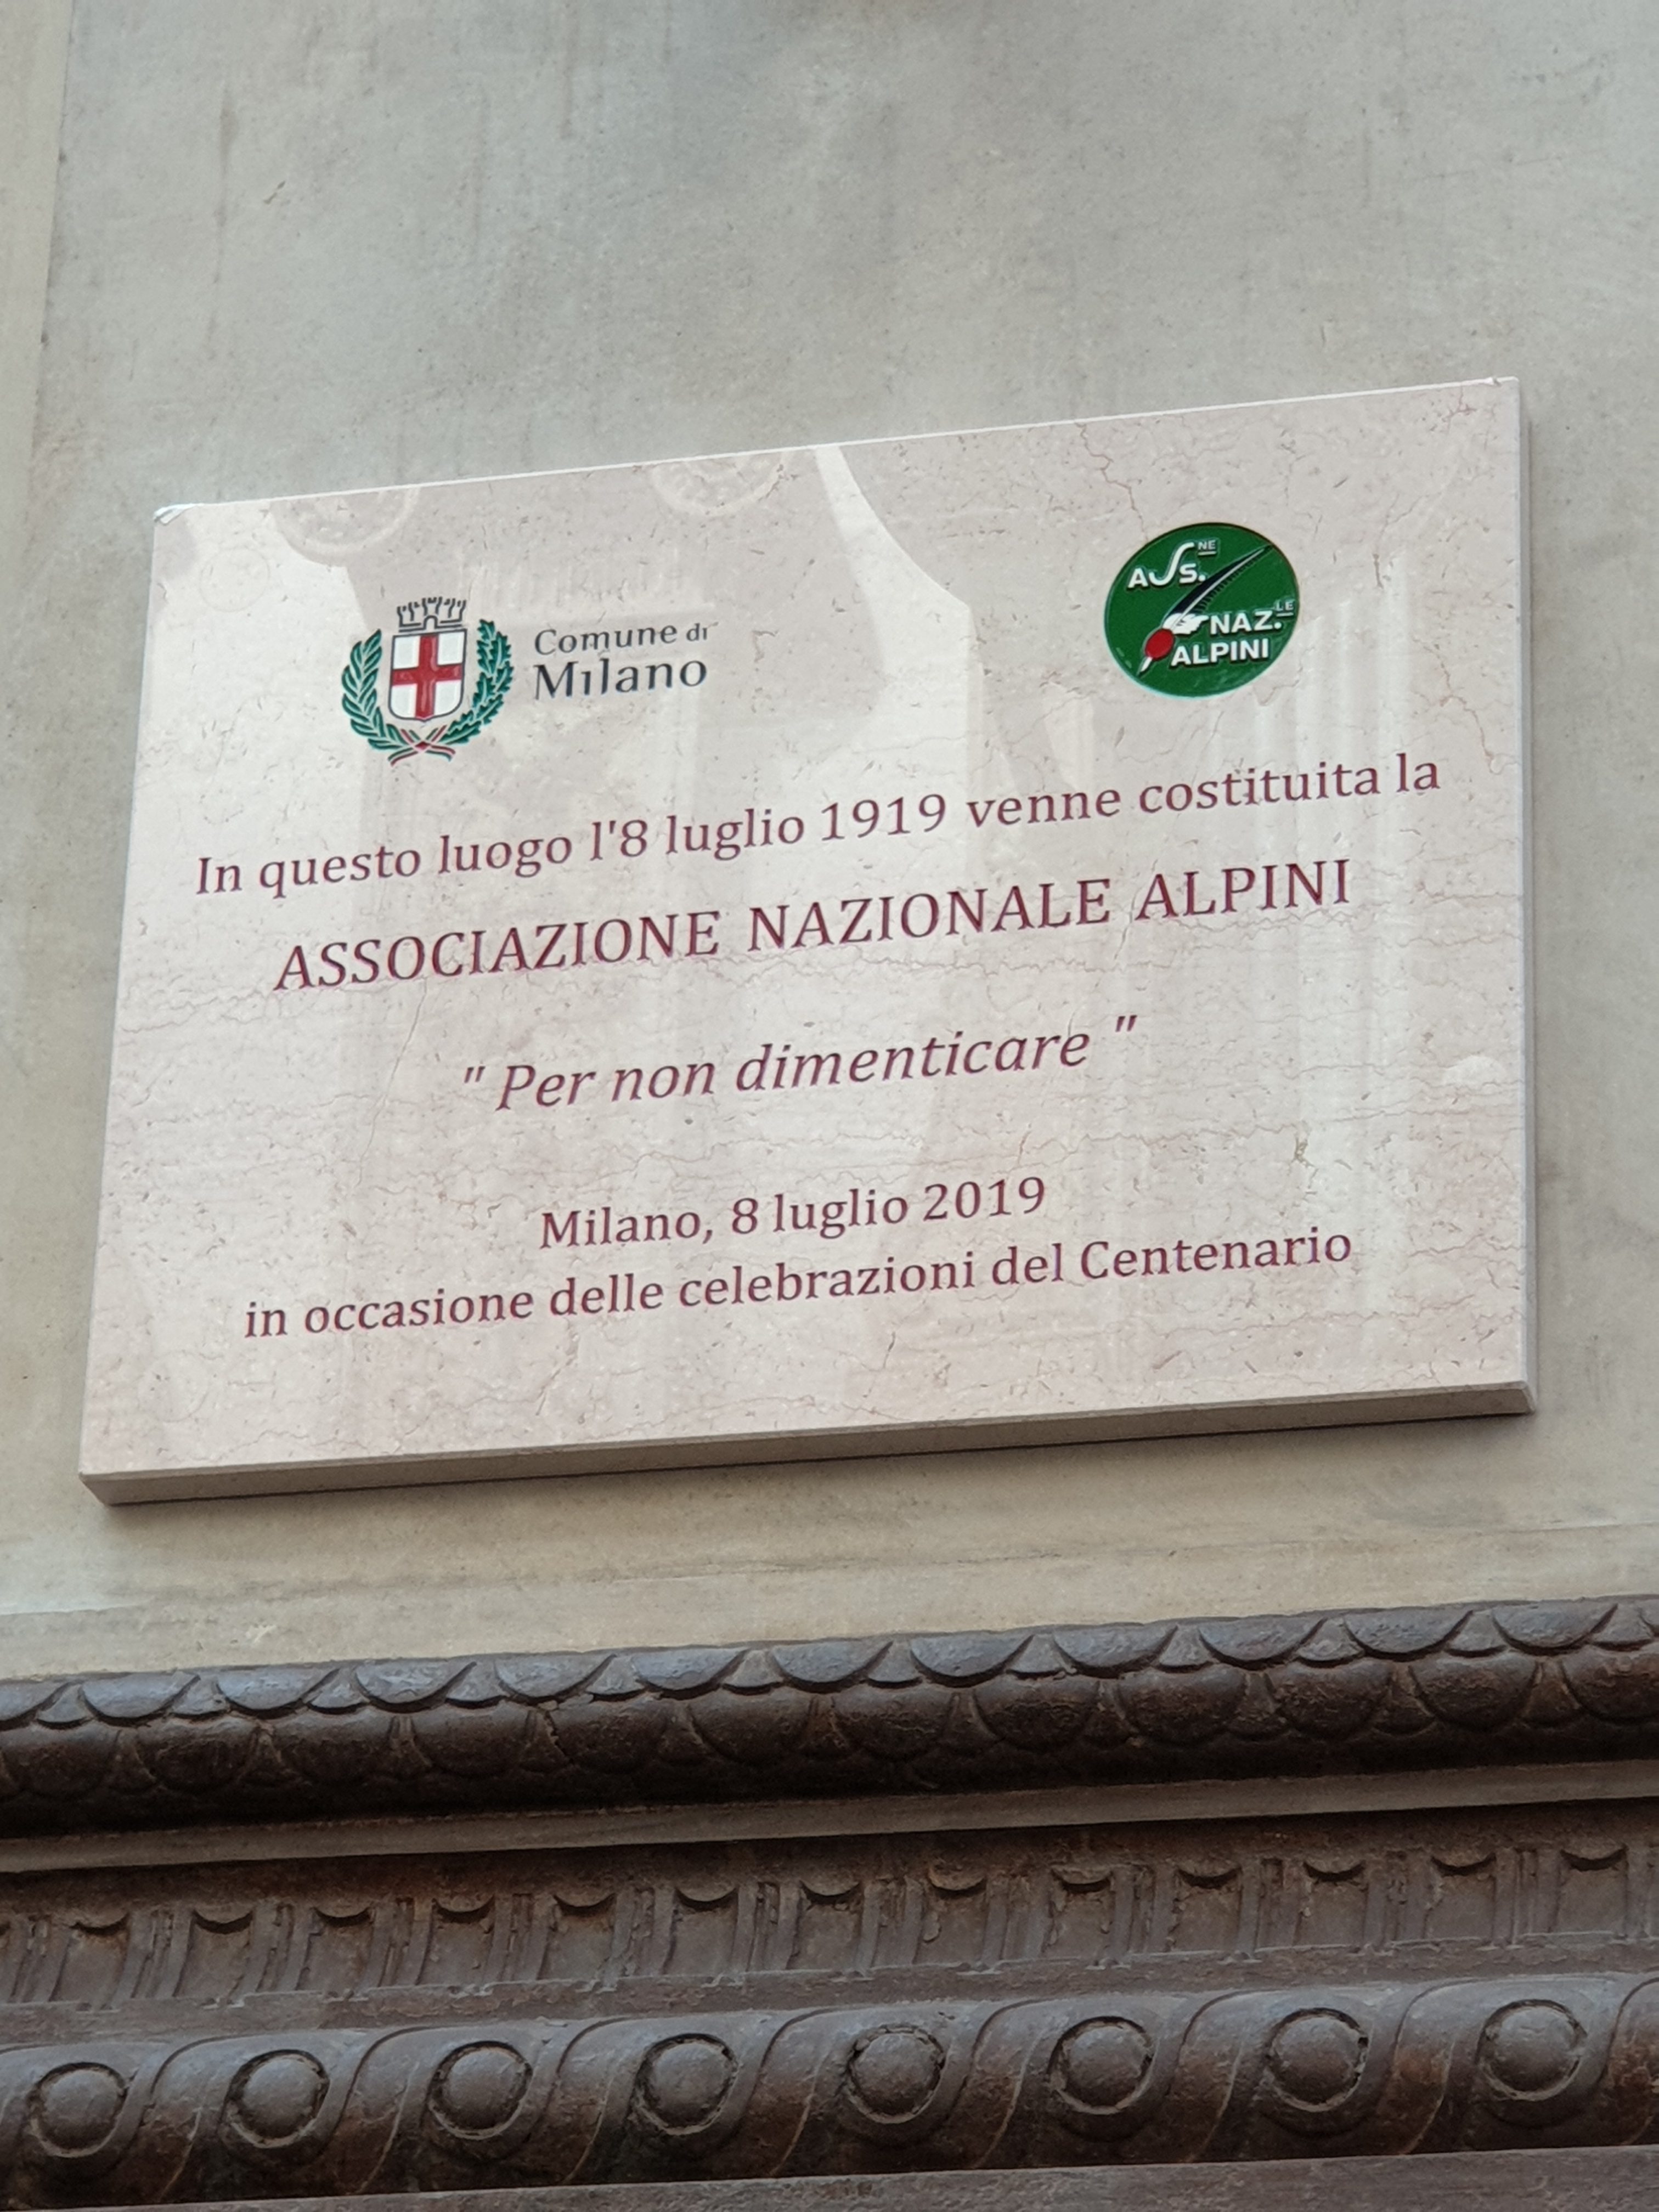 Comune di
Milano
ASS.NE
NAZ.LE
ALPINI
In questo luogo l'8 luglio 1919 venne costituita la
ASSOCIAZIONE NAZIONALE ALPINI
" Per non dimenticare "
Milano, 8 luglio 2019
in occasione delle celebrazioni del Centenario